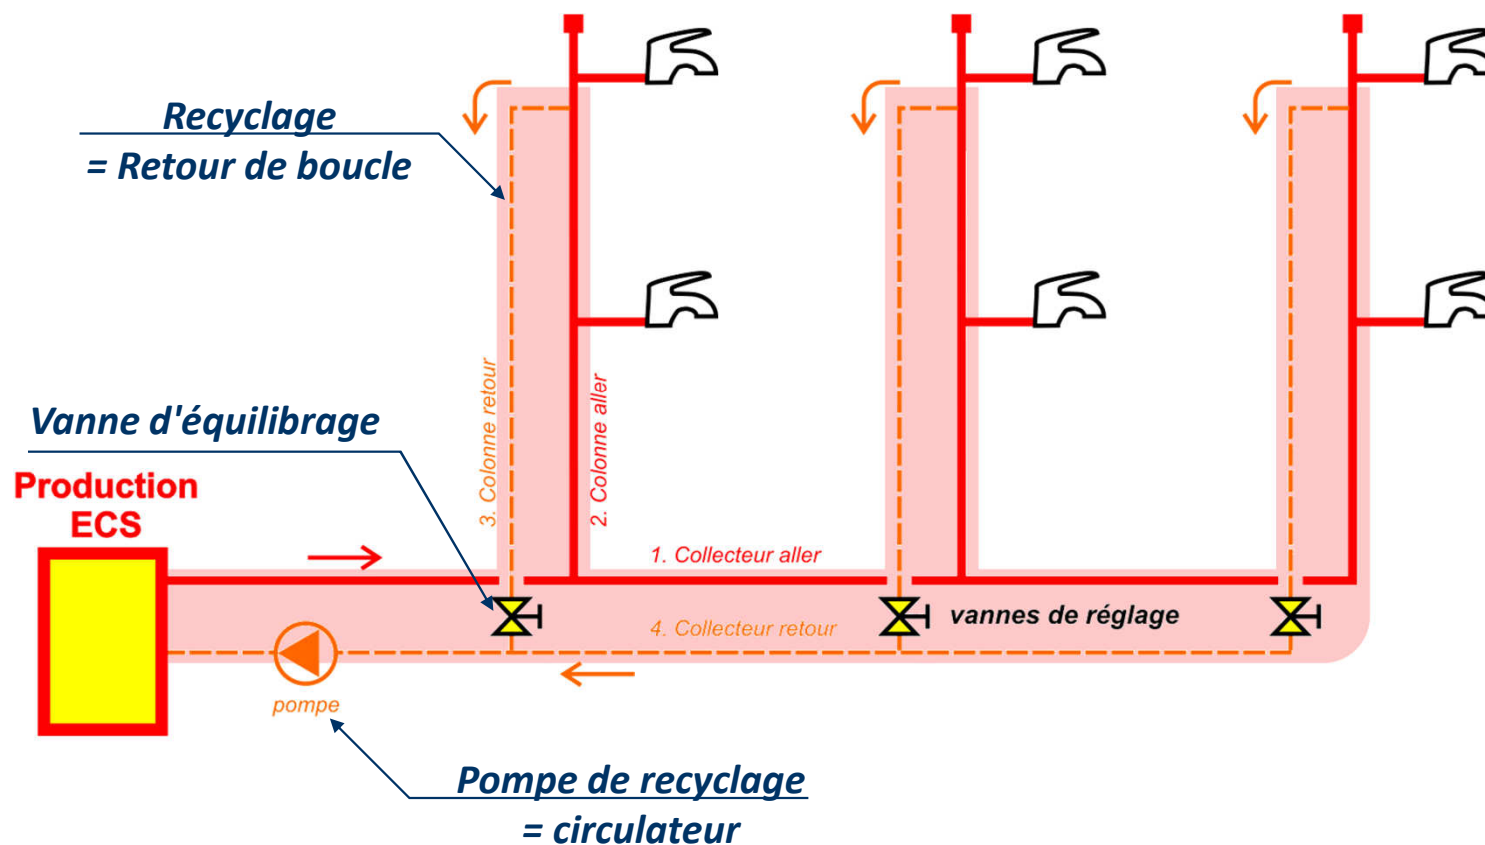 Recyclage
= Retour de boucle
Vanne d'équilibrage
3. Colonne retour
2. Colonne aller
Production
ECS
1. Collecteur aller
vannes de réglage
4. Collecteur retour
pompe
Pompe de recyclage
= circulateur